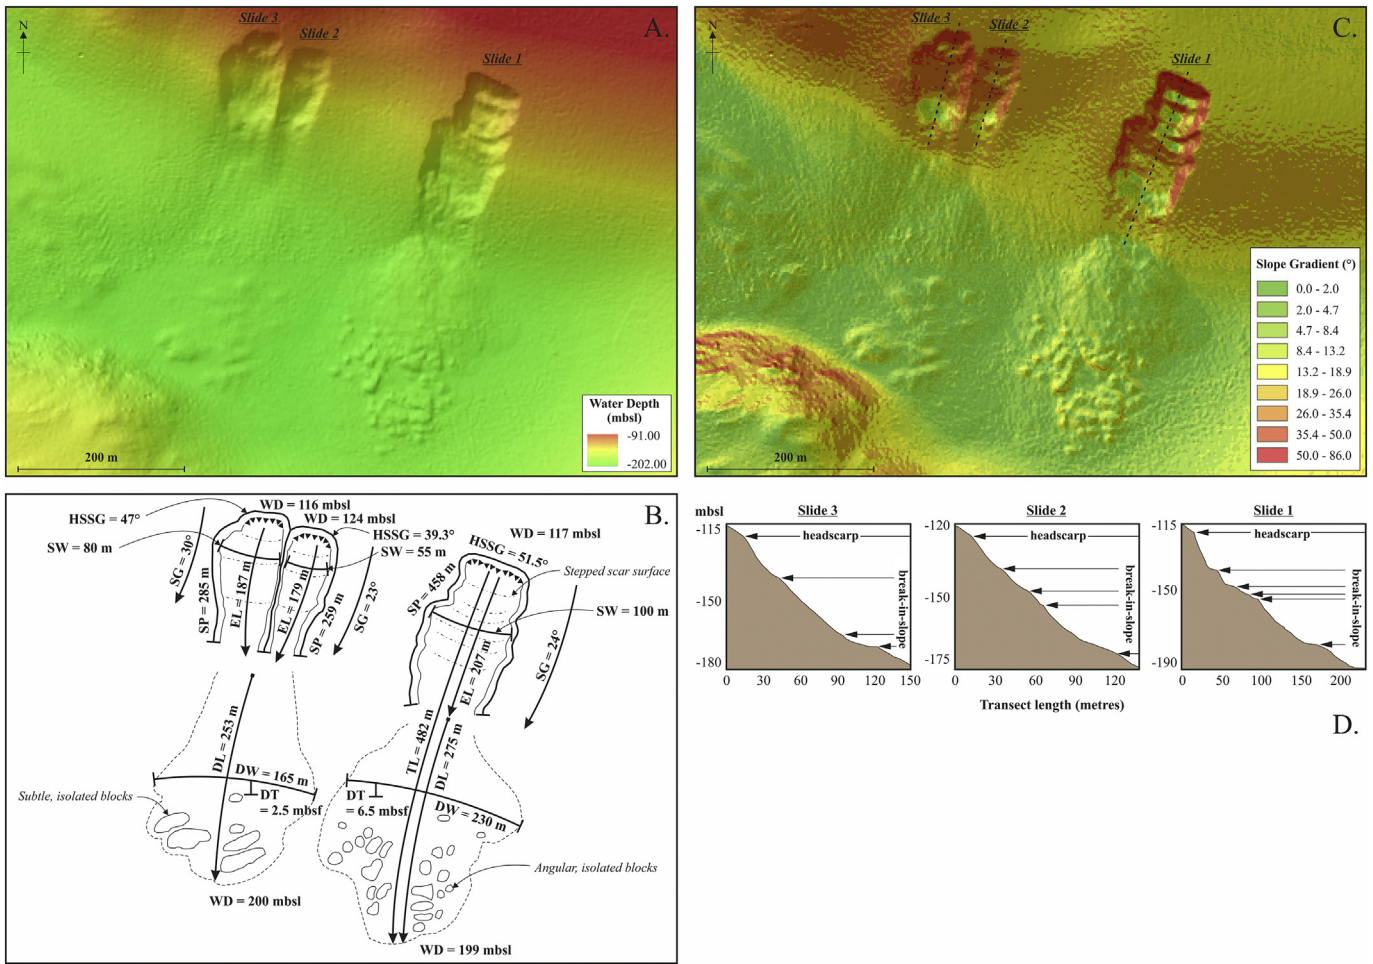 N
Slide 3
Slide 2
Slide 1
A.
Water Depth
(mbsl)
-91.00
-202.00
200 m
N
Slide 3
Slide 2
Slide 1
C.
Slope Gradient (°)
0.0 - 2.0
2.0 - 4.7
4.7 - 8.4
8.4 - 13.2
13.2 - 18.9
18.9 - 26.0
26.0 - 35.4
35.4 - 50.0
50.0 - 86.0
200 m
B.
WD = 116 mbsl
HSSG = 47°
WD = 124 mbsl
HSSG = 39.3°
SW = 80 m
SW = 55 m
WD = 117 mbsl
HSSG = 51.5°
SG = 30°
SP = 285 m
EL = 187 m
EL = 179 m
SP = 259 m
SG = 23°
SP = 458 m
Stepped scar surface
SW = 100 m
EL = 207 m
SG = 24°
DL = 253 m
TL = 482 m
DL = 275 m
DW = 165 m
DT
= 2.5 mbsf
DT
= 6.5 mbsf
DW = 230 m
Subtle, isolated blocks
Angular, isolated blocks
WD = 200 mbsl
WD = 199 mbsl
mbsl
Slide 3
-115
-150
-180
headscarp
break-in-slope
0 30 60 90 120 150
Slide 2
-120
-150
-175
headscarp
break-in-slope
0 30 60 90 120
Slide 1
-115
-150
-190
headscarp
break-in-slope
0 50 100 150 200
Transect length (metres)
D.